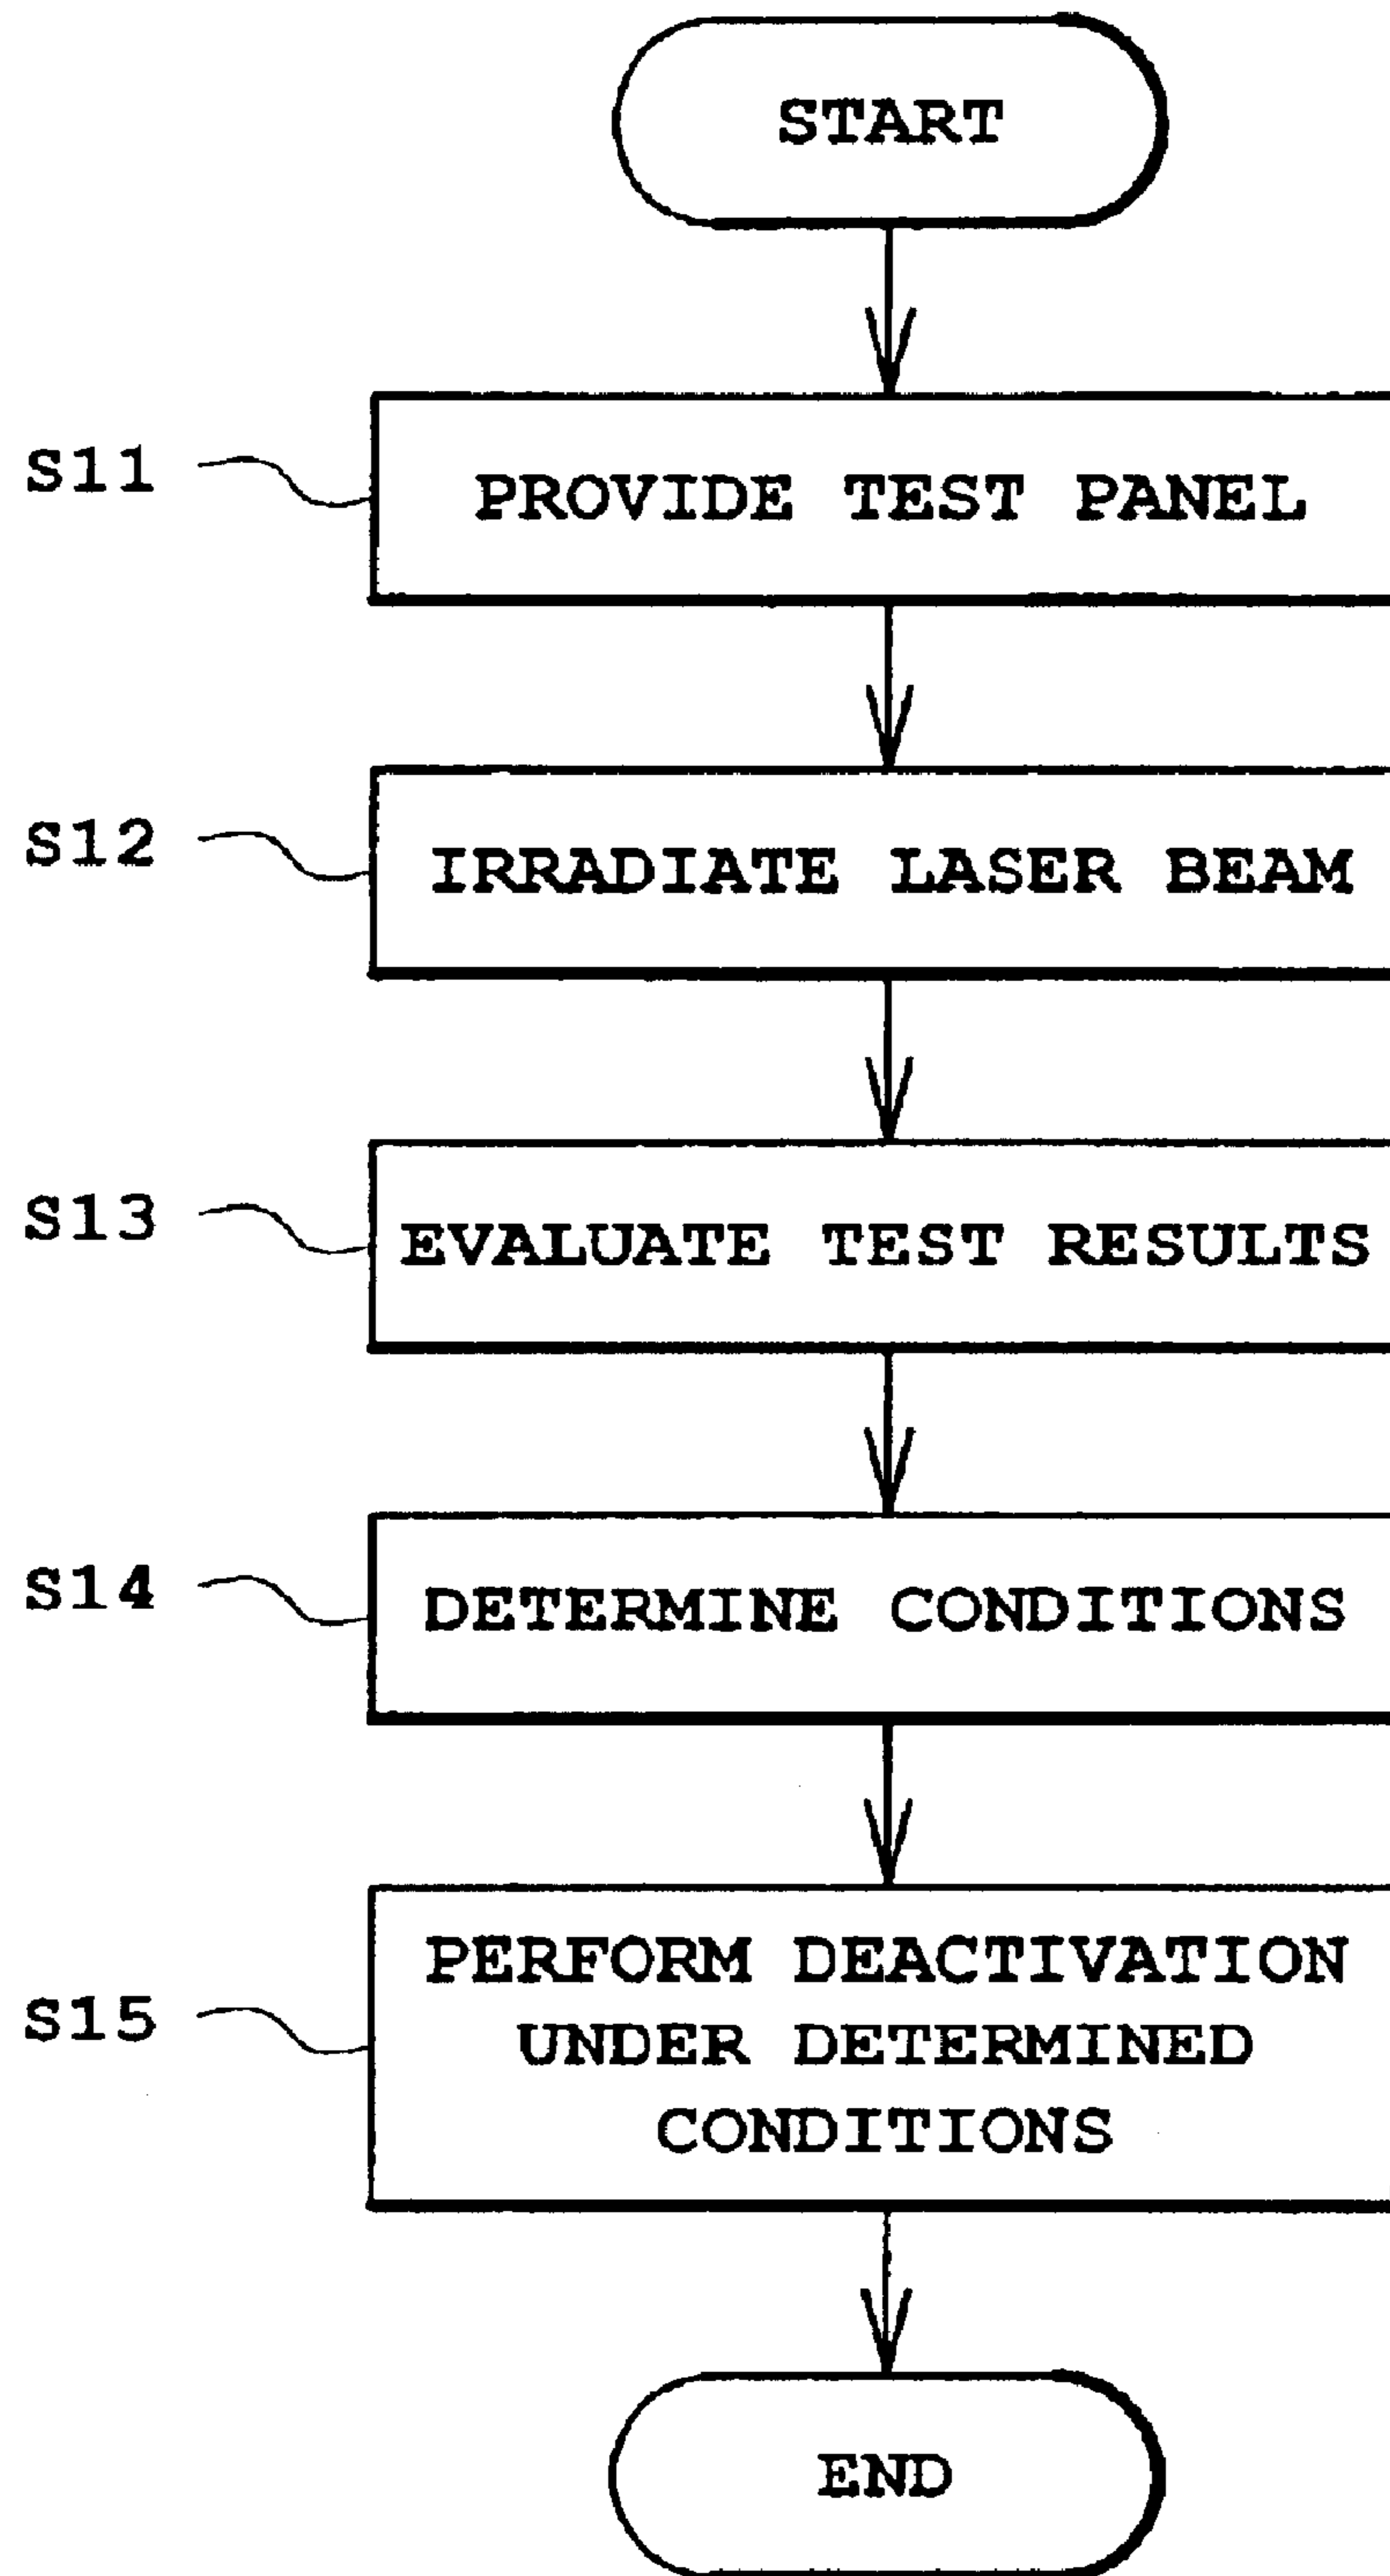 START
S11 PROVIDE TEST PANEL
S12 IRRADIATE LASER BEAM
S13 EVALUATE TEST RESULTS
S14 DETERMINE CONDITIONS
PERFORM DEACTIVATION
S15 UNDER DETERMINED
CONDITIONS
END